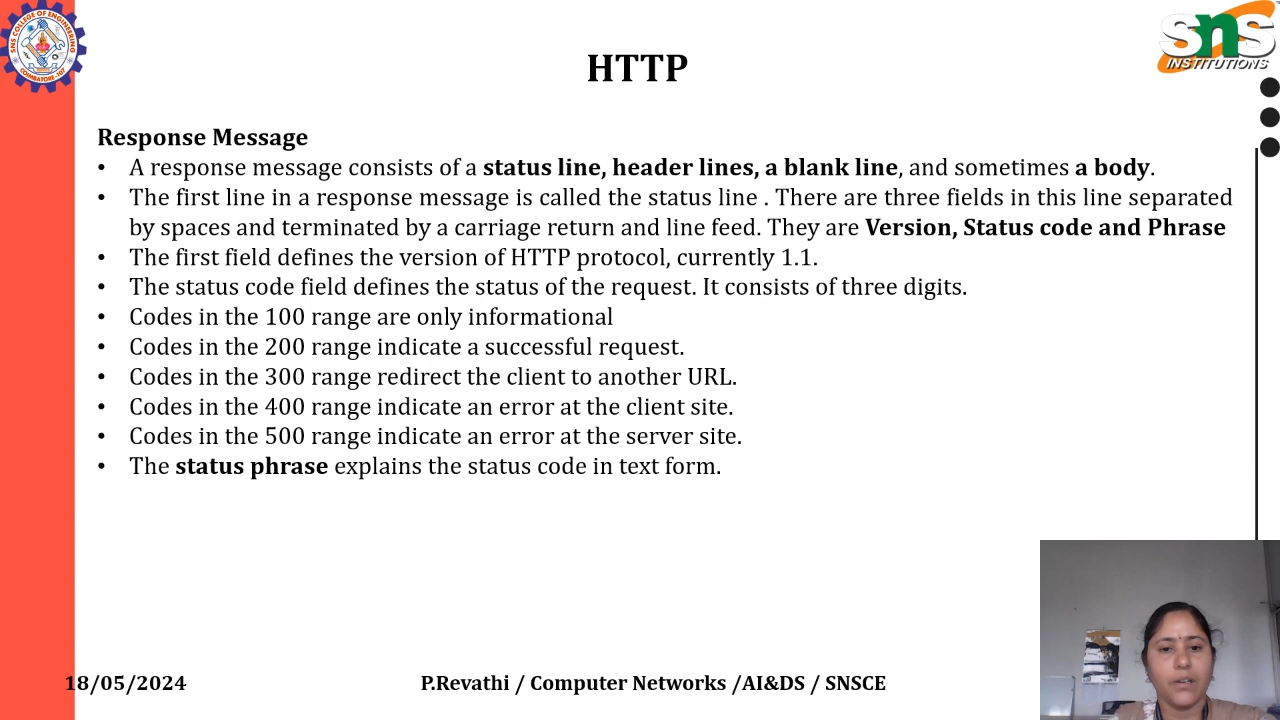 SNS COLLEGE OF ENGINEERING
COIMBATORE -107
SNS
INSTITUTIONS
HTTP
Response Message
• A response message consists of a status line, header lines, a blank line, and sometimes a body.
• The first line in a response message is called the status line . There are three fields in this line separated
by spaces and terminated by a carriage return and line feed. They are Version, Status code and Phrase
• The first field defines the version of HTTP protocol, currently 1.1.
• The status code field defines the status of the request. It consists of three digits.
• Codes in the 100 range are only informational
• Codes in the 200 range indicate a successful request.
• Codes in the 300 range redirect the client to another URL.
• Codes in the 400 range indicate an error at the client site.
• Codes in the 500 range indicate an error at the server site.
• The status phrase explains the status code in text form.
18/05/2024
P.Revathi / Computer Networks /AI&DS / SNSCE